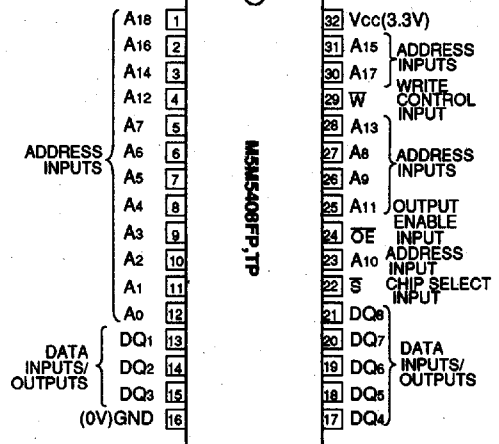 A18 1 32 Vcc(3.3V)
A16 2 31 A15
A14 3 30 A17
ADDRESS
INPUTS
A12 4 29 W̅
WRITE
CONTROL
INPUT
A7 5 28 A13
A6 6 27 A8
A5 7 26 A9
ADDRESS
INPUTS
ADDRESS
INPUTS
A4 8 25 A11
A3 9 24 O̅E̅
OUTPUT
ENABLE
INPUT
A2 10 23 A10
ADDRESS
INPUT
A1 11 22 S̅
CHIP SELECT
INPUT
A0 12 21 DQ8
DQ1 13 20 DQ7
DQ2 14 19 DQ6
DQ3 15 18 DQ5
(0V)GND 16 17 DQ4
DATA
INPUTS/
OUTPUTS
DATA
INPUTS/
OUTPUTS
M5M5408FP,TP